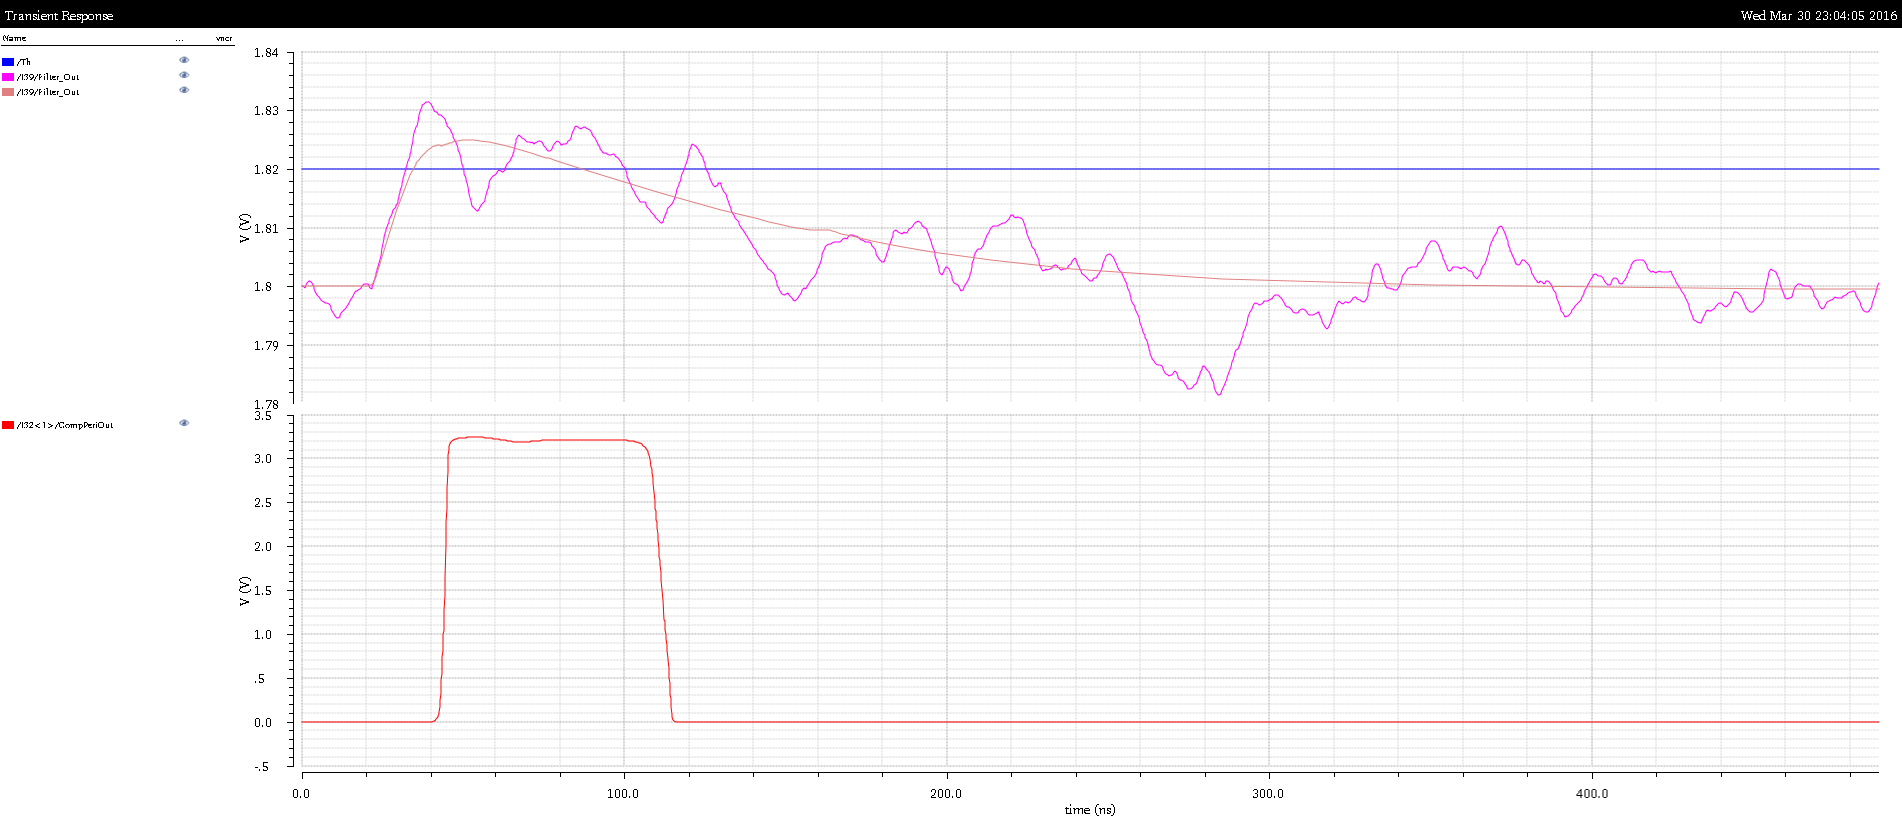 Transient Response
Wed Mar 30 23:04:05 2016
Name ... vncr
/Th
/I39/Filter_Out
/I39/Filter_Out
1.84
1.83
1.82
1.81
1.8
1.79
1.78
V (V)
/I32<1>/CompPeriOut
3.5
3.0
2.5
2.0
1.5
1.0
.5
0.0
-.5
V (V)
0.0 100.0 200.0 300.0 400.0
time (ns)